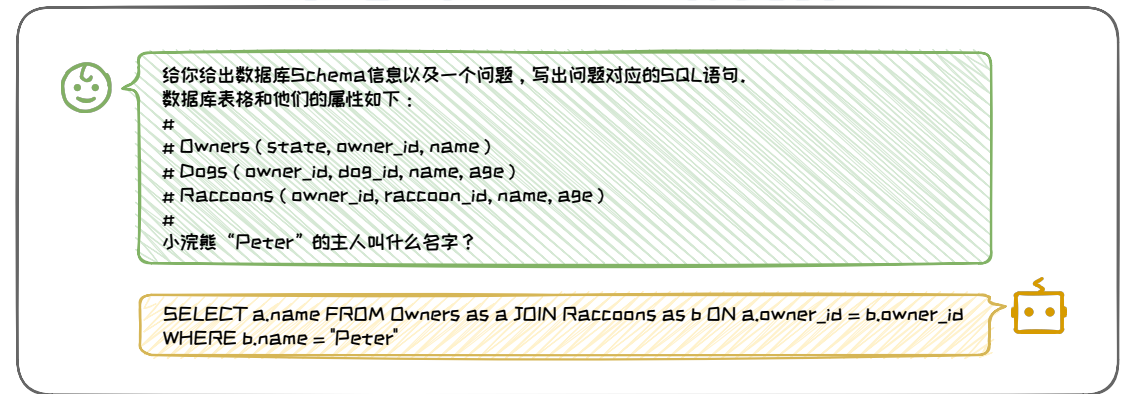 给你给出数据库Schema信息以及一个问题，写出问题对应的SQL语句.
数据库表格和他们的属性如下：
#
# Owners ( state, owner_id, name )
# Dogs ( owner_id, dog_id, name, age )
# Raccoons ( owner_id, raccoon_id, name, age )
#
小浣熊“Peter”的主人叫什么名字？
SELECT a.name FROM Owners as a JOIN Raccoons as b ON a.owner_id = b.owner_id
WHERE b.name = "Peter"